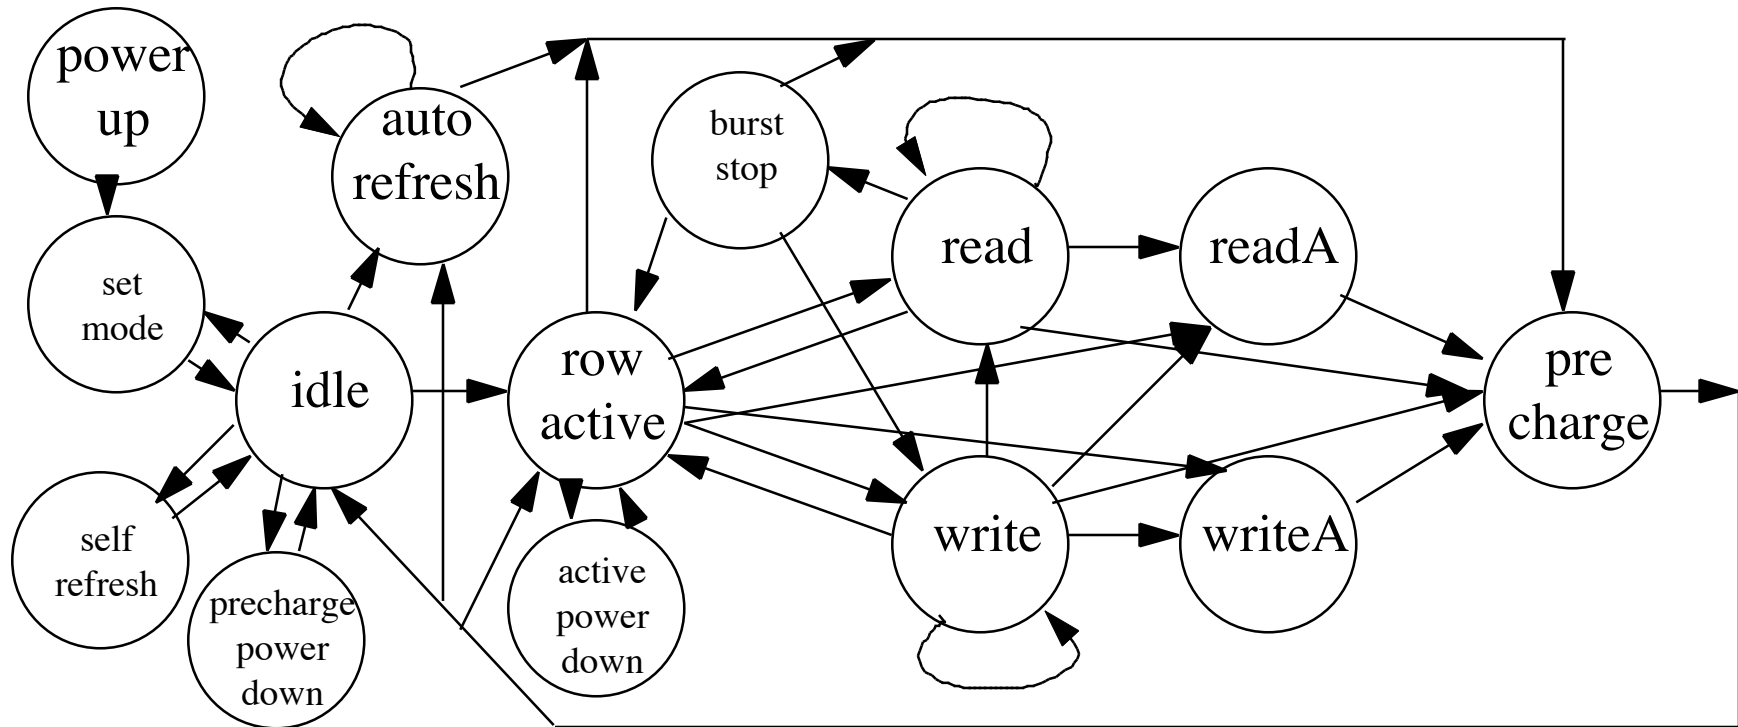 power
up
auto
refresh
burst
stop
read
readA
set
mode
idle
row
active
pre
charge
self
refresh
precharge
power
down
active
power
down
write
writeA